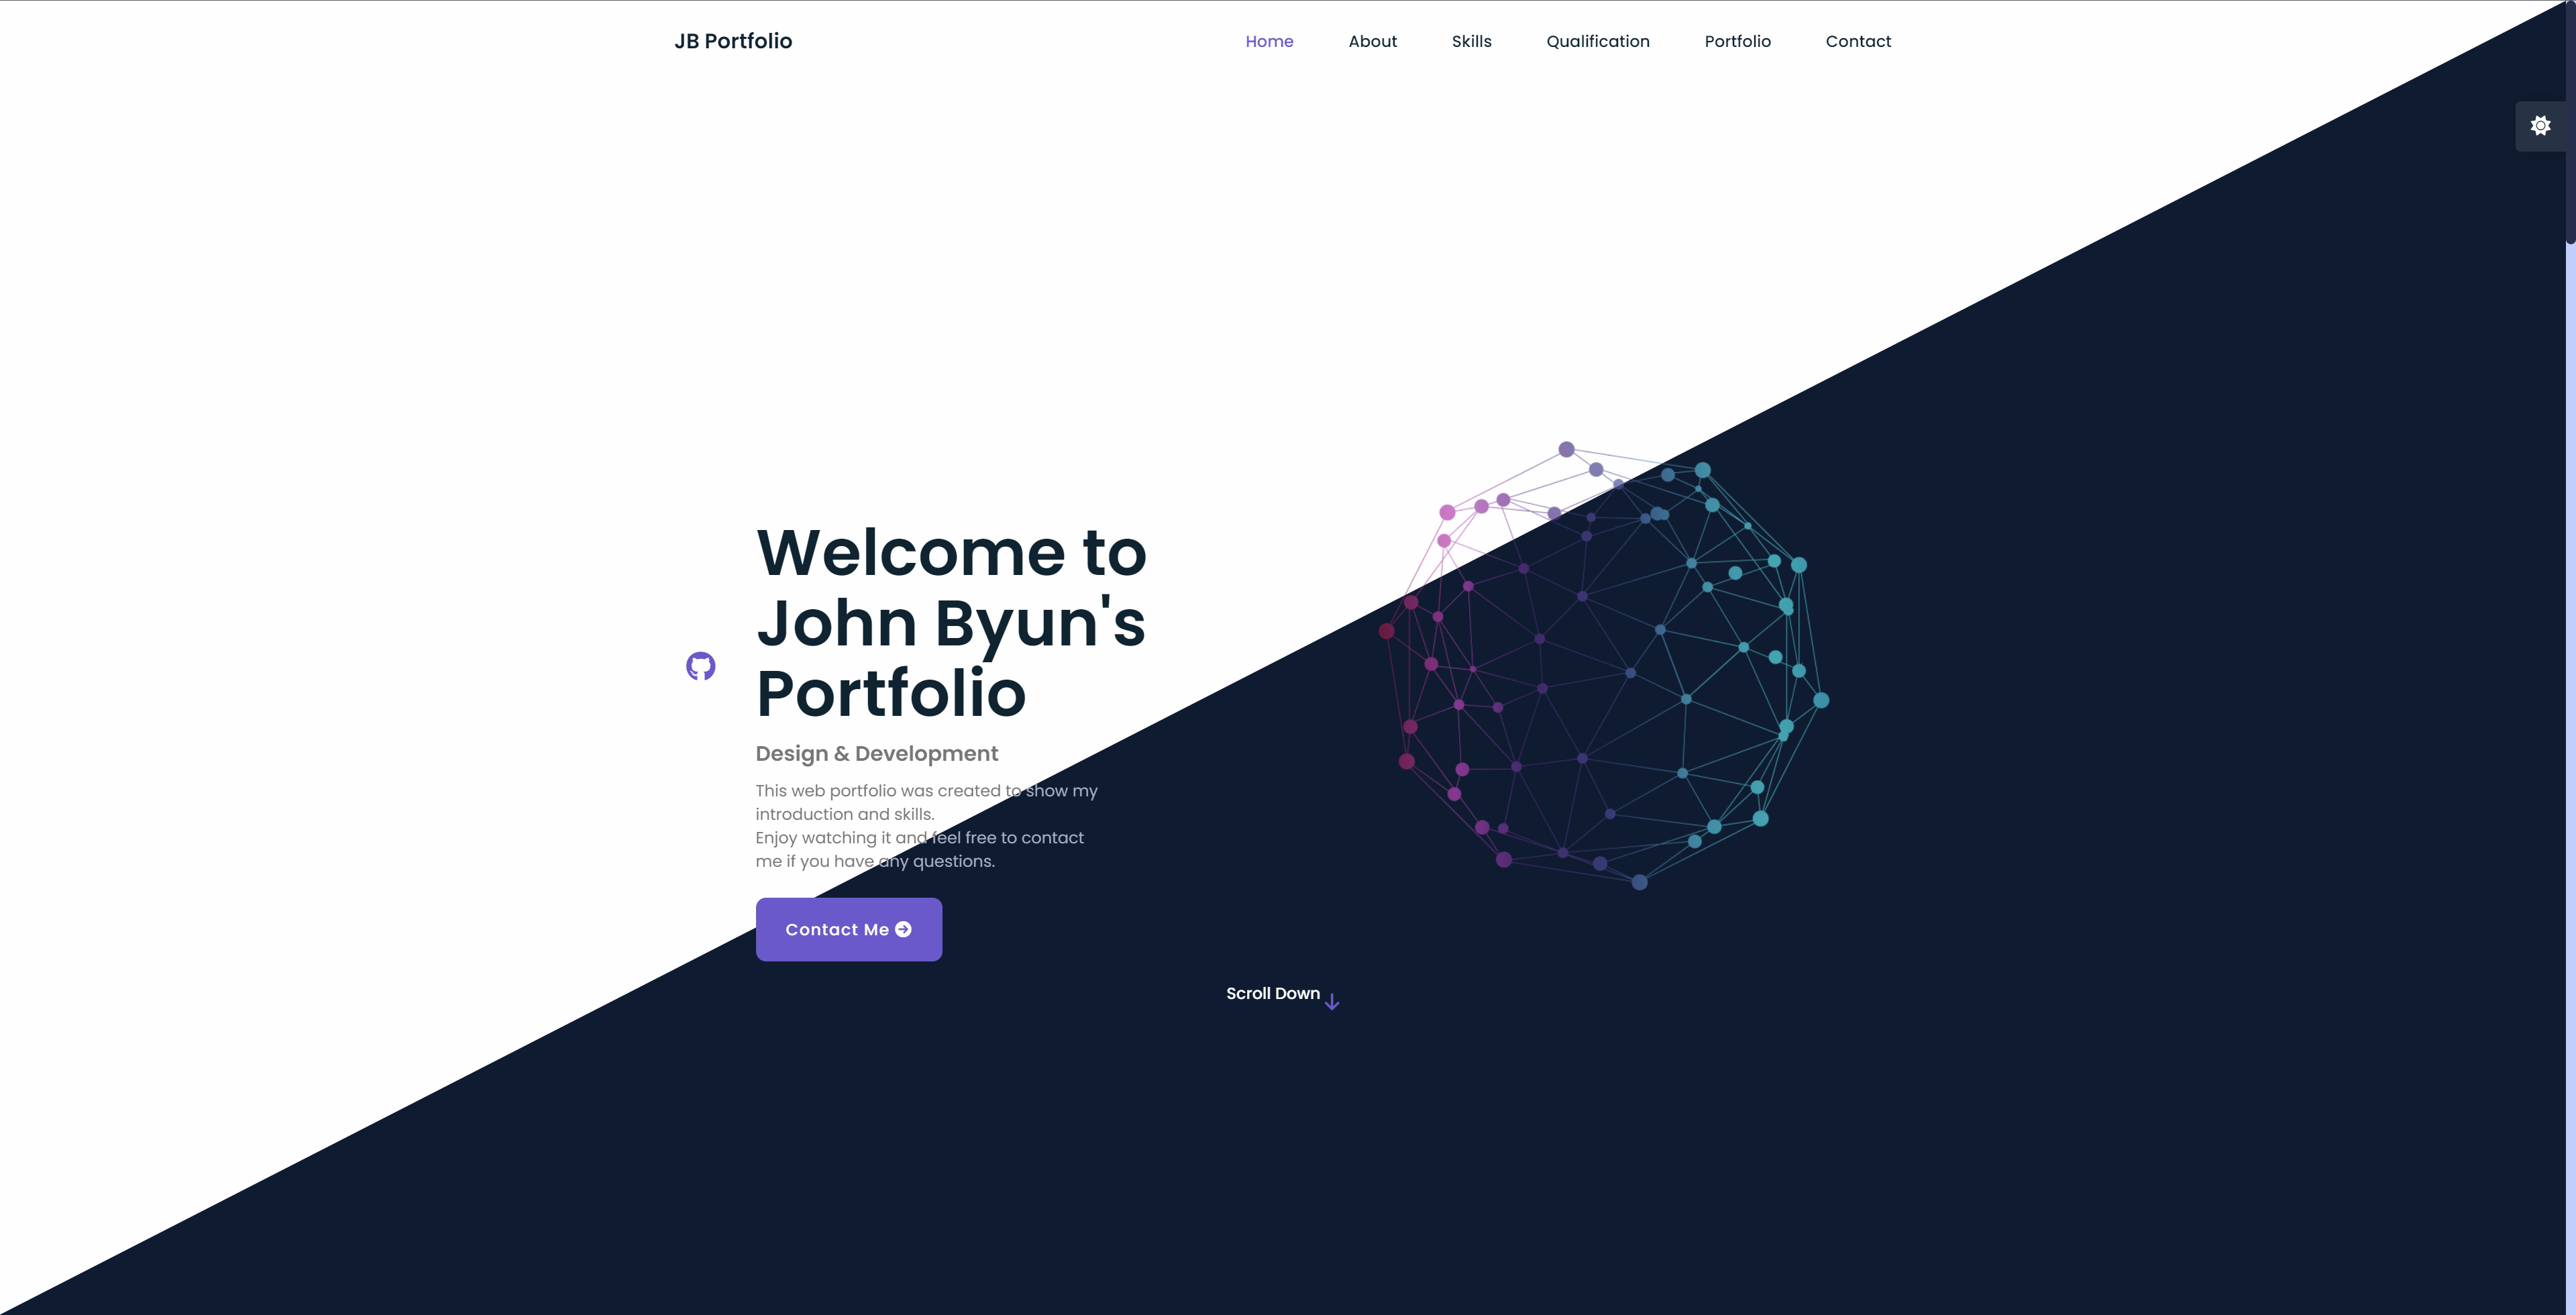 JB Portfolio
Home About Skills Qualification Portfolio Contact
Welcome to
John Byun's
Portfolio
Design & Development
This web portfolio was created to show my
introduction and skills.
Enjoy watching it and feel free to contact
me if you have any questions.
Contact Me
Scroll Down